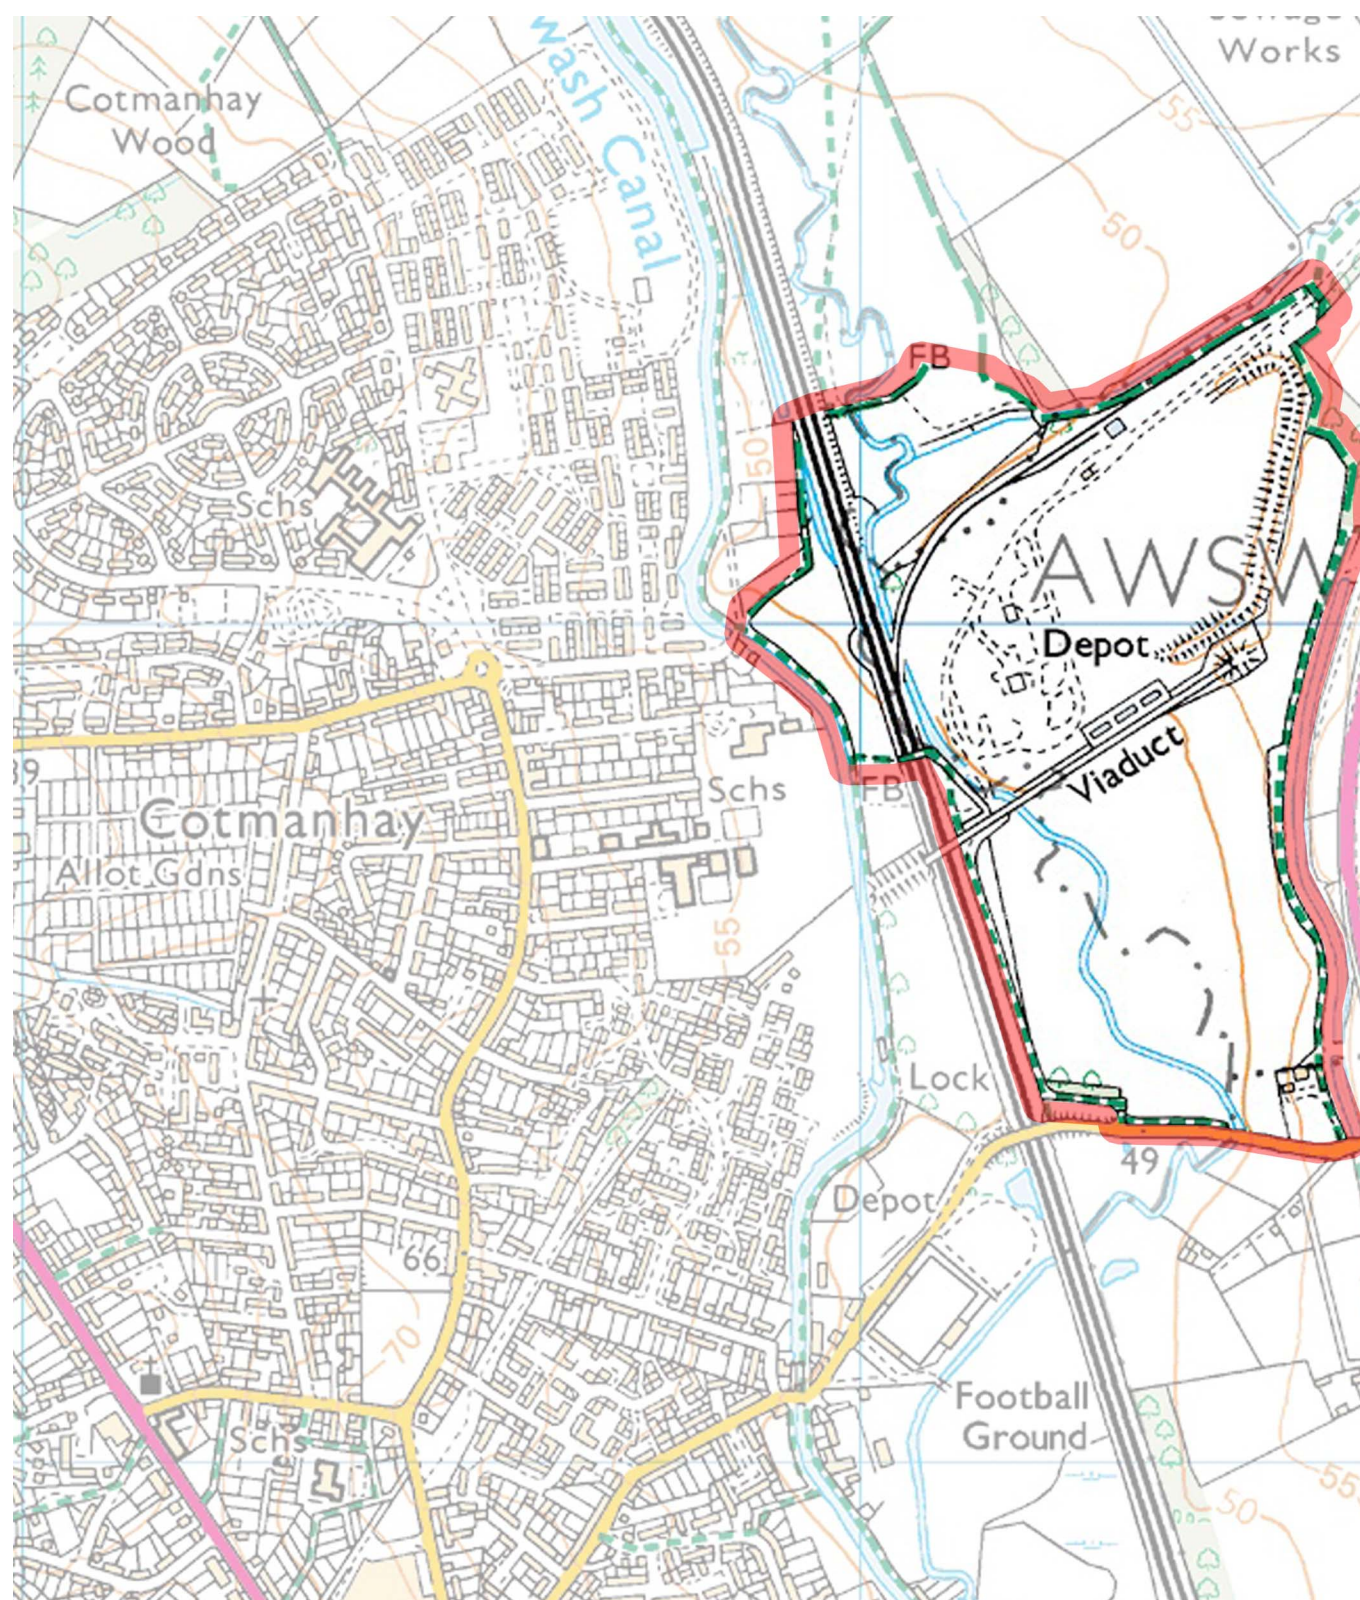 Works
Cotmanhay
Wood
wash Canal
55
50
FB
50
Schs
AWSW
Depot
Viaduct
39
Schs
FB
Cotmanhay
Allot Gdns
55
Lock
49
Depot
66
70
Football
Ground
Schs
50
55